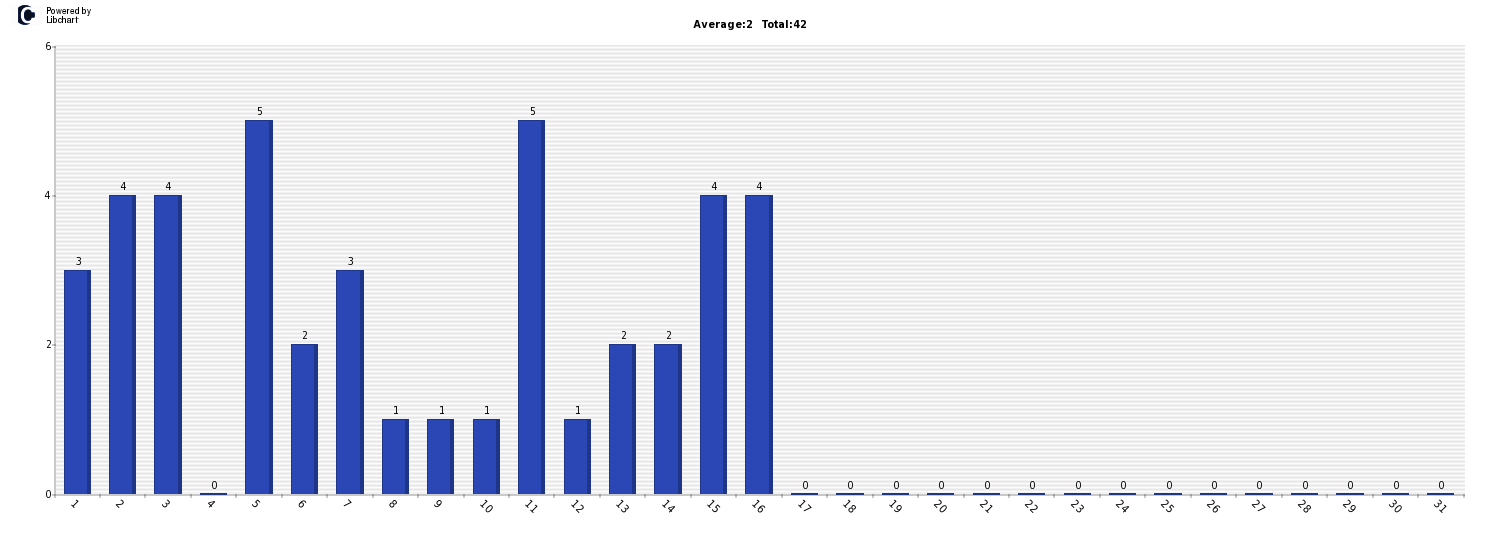 Powered by
Libchart
Average:2 Total:42
6
5 5
4 4 4 4 4
3 3
2 2 2 2
1 1 1 1
0 0 0 0 0 0 0 0 0 0 0 0 0 0 0 0 0
1 2 3 4 5 6 7 8 9 10 11 12 13 14 15 16 17 18 19 20 21 22 23 24 25 26 27 28 29 30 31